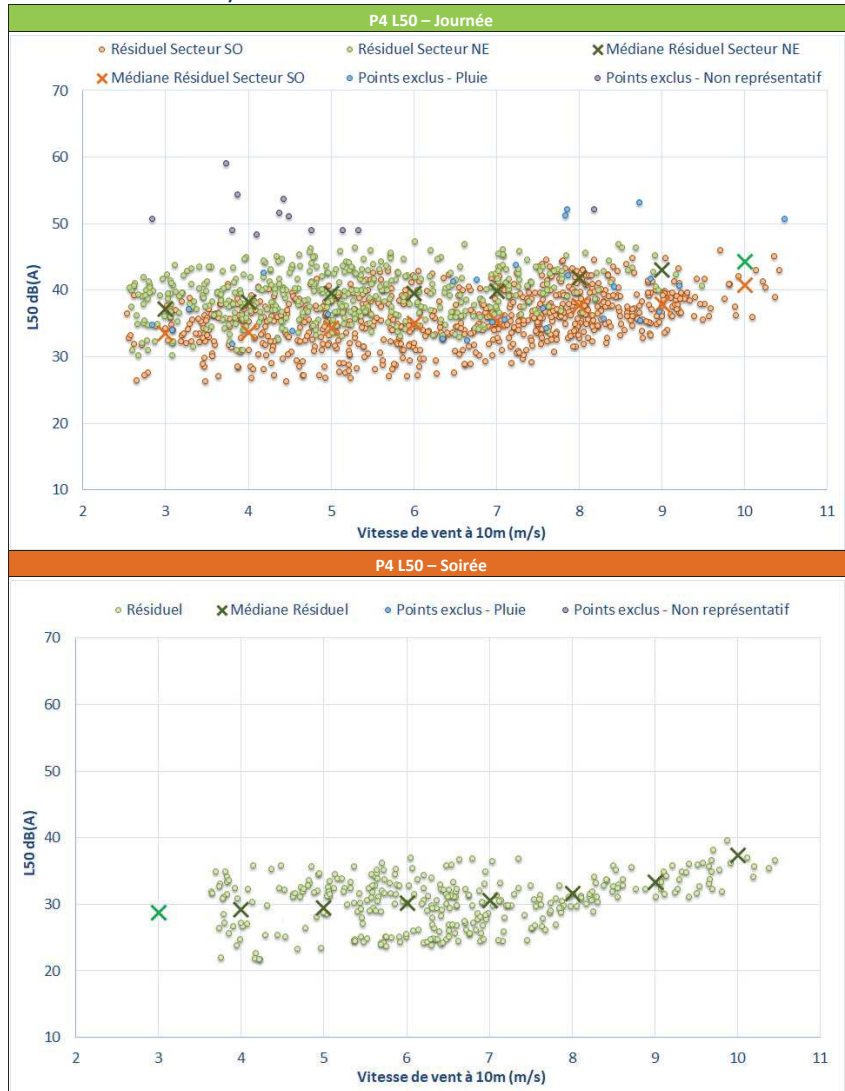 P4 L50 – Journée
Résiduel Secteur SO Résiduel Secteur NE Médiane Résiduel Secteur NE
Médiane Résiduel Secteur SO Points exclus - Pluie Points exclus - Non représentatif
70
60
50
40
30
20
10
L50 dB(A)
2 3 4 5 6 7 8 9 10 11
Vitesse de vent à 10m (m/s)
P4 L50 – Soirée
Résiduel Médiane Résiduel Points exclus - Pluie Points exclus - Non représentatif
70
60
50
40
30
20
10
L50 dB(A)
2 3 4 5 6 7 8 9 10 11
Vitesse de vent à 10m (m/s)